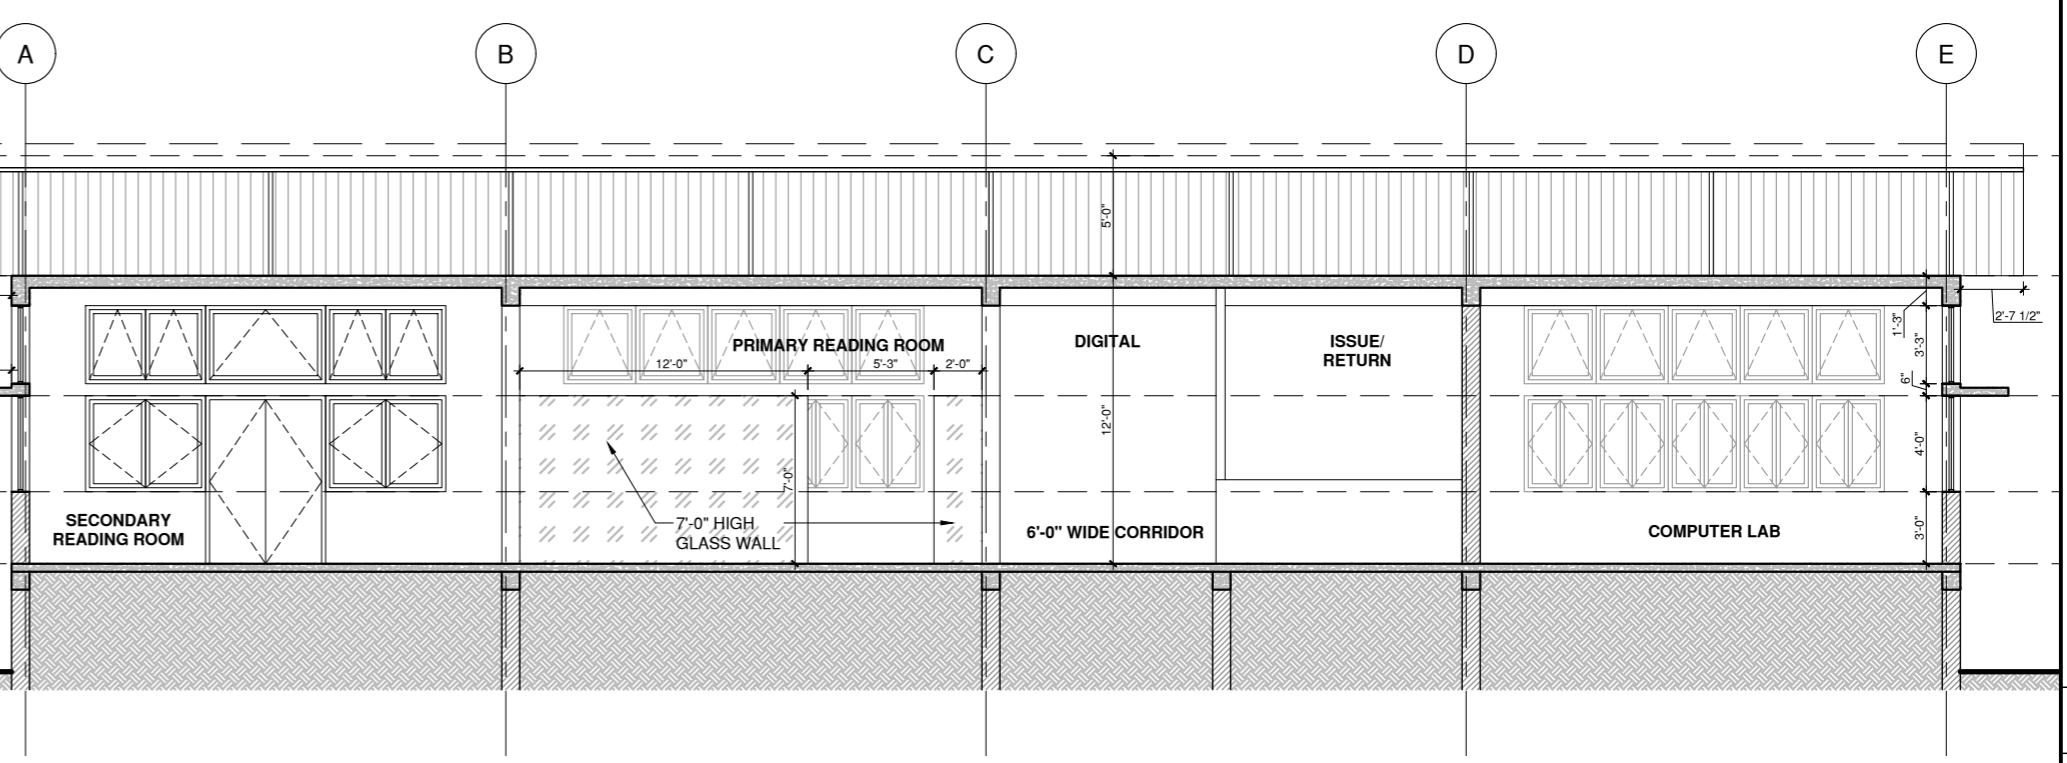 A
B
C
D
E
5'-0"
2'-7 1/2"
1'-3"
3'-3"
6"
DIGITAL
ISSUE/
RETURN
PRIMARY READING ROOM
12'-0"
5'-3"
2'-0"
12'-0"
4'-0"
7'-0"
SECONDARY
READING ROOM
7'-0" HIGH
GLASS WALL
6'-0" WIDE CORRIDOR
COMPUTER LAB
3'-0"